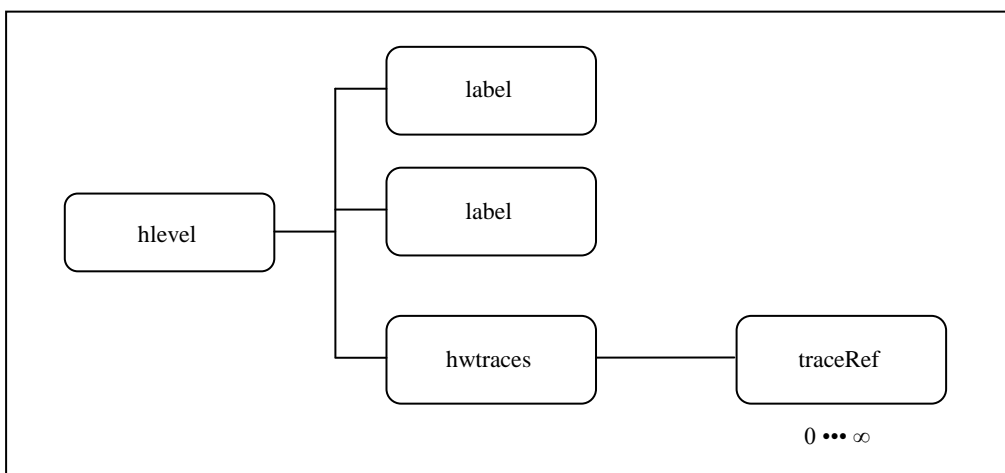 label
label
hlevel
hwtraces
traceRef
0 ••• ∞